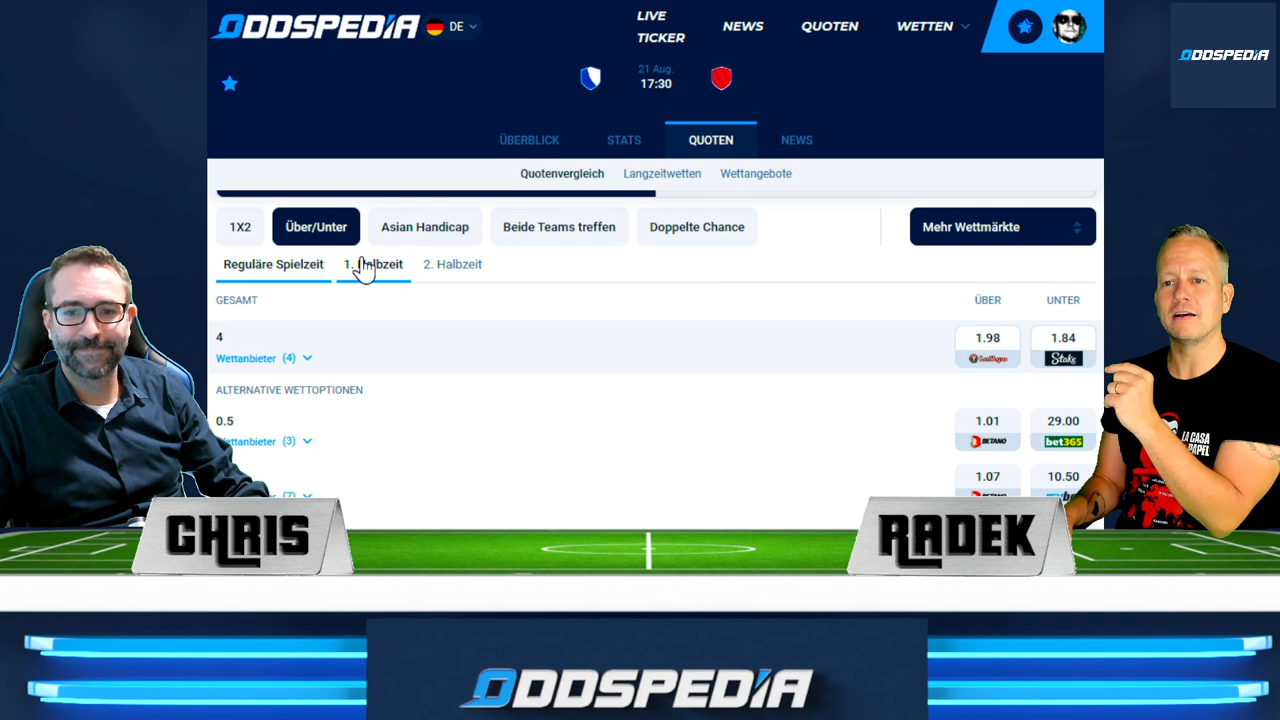 ODDSPEDIA
DE
LIVE TICKER
NEWS
QUOTEN
WETTEN
ODDSPEDIA
21 Aug.
17:30
ÜBERBLICK
STATS
QUOTEN
NEWS
Quotenvergleich
Langzeitwetten
Wettangebote
1X2
Über/Unter
Asian Handicap
Beide Teams treffen
Doppelte Chance
Mehr Wettmärkte
Reguläre Spielzeit
1.
2. Halbzeit
GESAMT
ÜBER
UNTER
4
1.98
1.84
Wettanbieter (4)
Stake
ALTERNATIVE WETTOPTIONEN
0.5
1.01
29.00
(3)
BETANO
bet365
1.07
10.50
LA CASA
PAPEL
CHRIS
RADEK
ODDSPEDIA